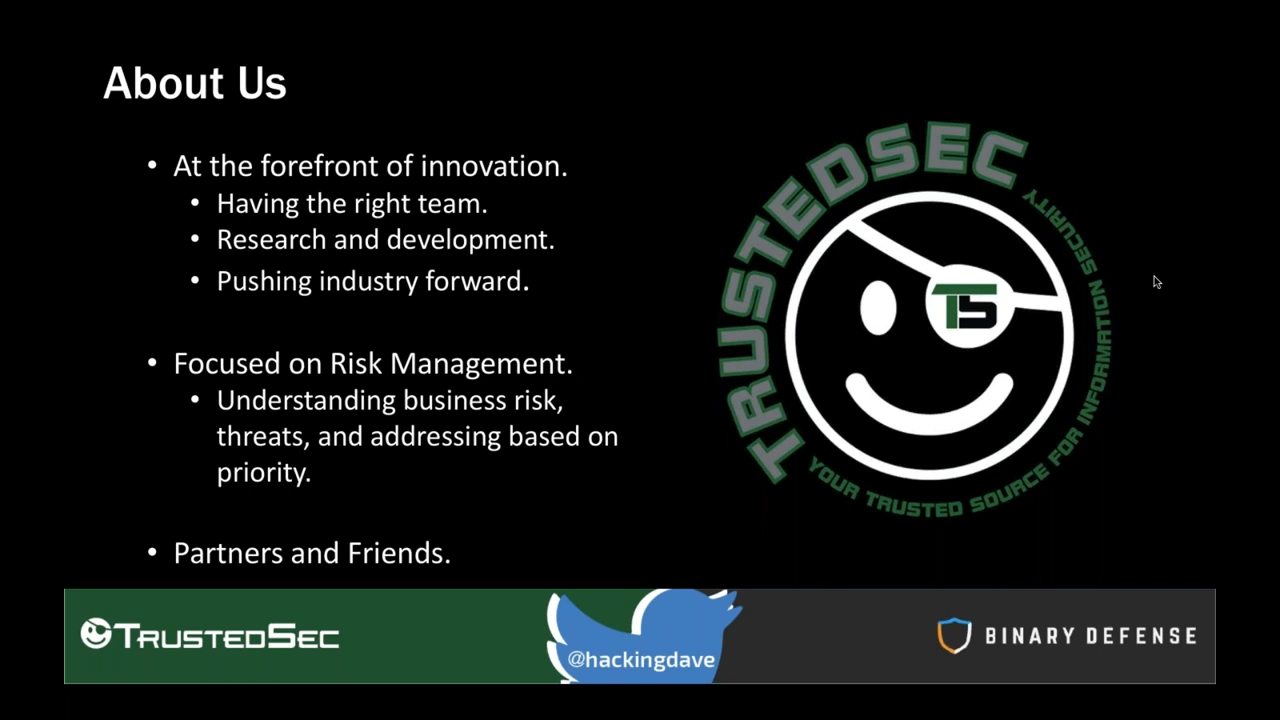 About Us
• At the forefront of innovation.
• Having the right team.
• Research and development.
• Pushing industry forward.
• Focused on Risk Management.
• Understanding business risk,
threats, and addressing based on
priority.
• Partners and Friends.
TRUSTEDSEC
YOUR TRUSTED SOURCE FOR INFORMATION SECURITY
TS
TRUSTEDSEC
@hackingdave
BINARY DEFENSE